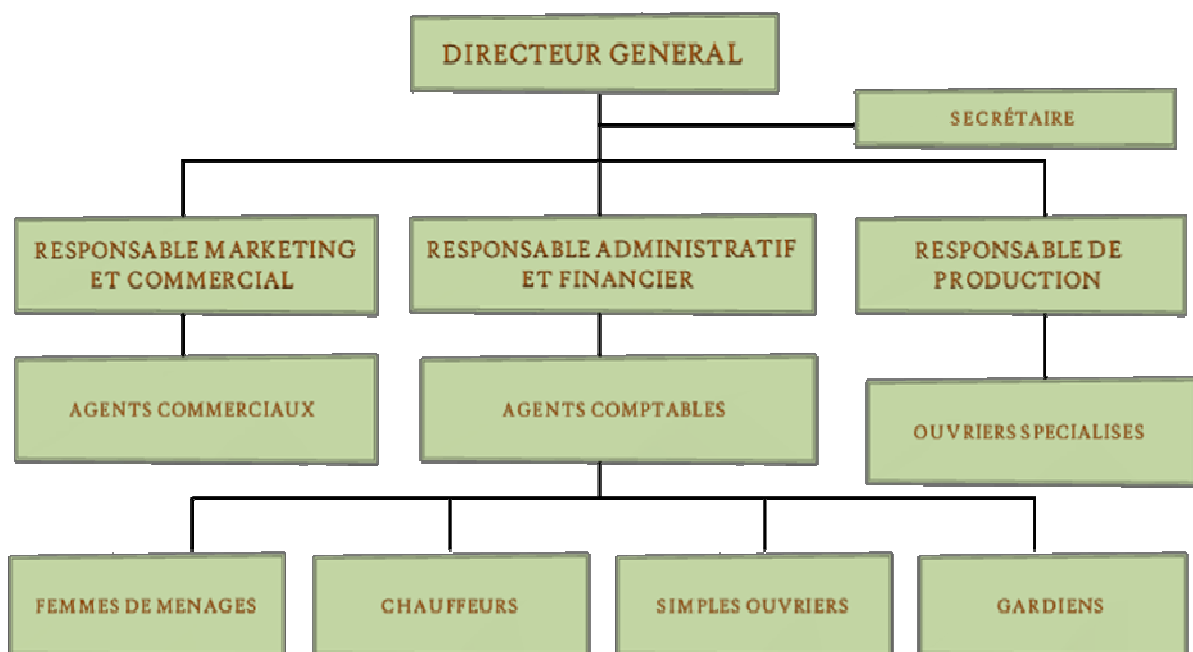 DIRECTEUR GENERAL
SECRÉTAIRE
RESPONSABLE MARKETING
ET COMMERCIAL
RESPONSABLE ADMINISTRATIF
ET FINANCIER
RESPONSABLE DE
PRODUCTION
AGENTS COMMERCIAUX
AGENTS COMPTABLES
OUVRIERS SPECIALISES
FEMMES DE MENAGES
CHAUFFEURS
SIMPLES OUVRIERS
GARDIENS